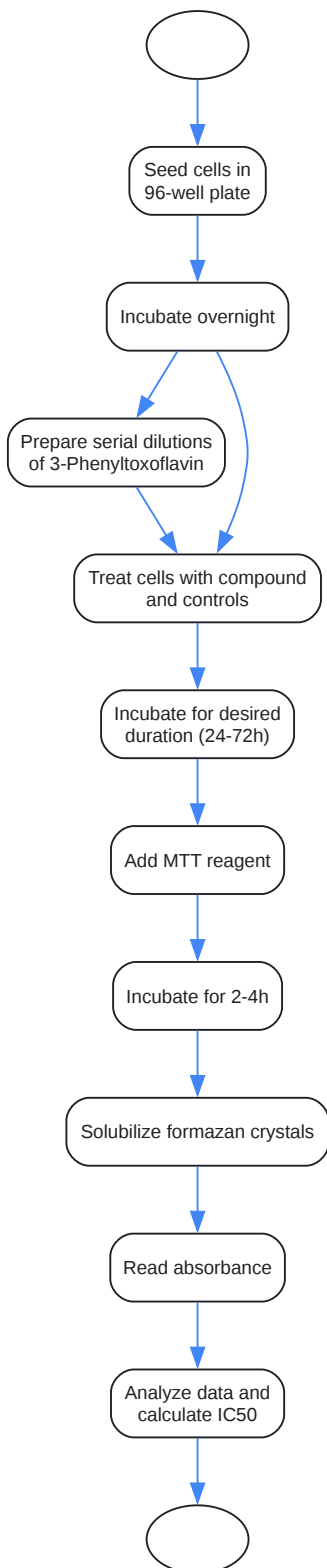 Seed cells in
96-well plate
Incubate overnight
Prepare serial dilutions
of 3-Phenyltoxoflavin
Treat cells with compound
and controls
Incubate for desired
duration (24-72h)
Add MTT reagent
Incubate for 2-4h
Solubilize formazan crystals
Read absorbance
Analyze data and
calculate IC50